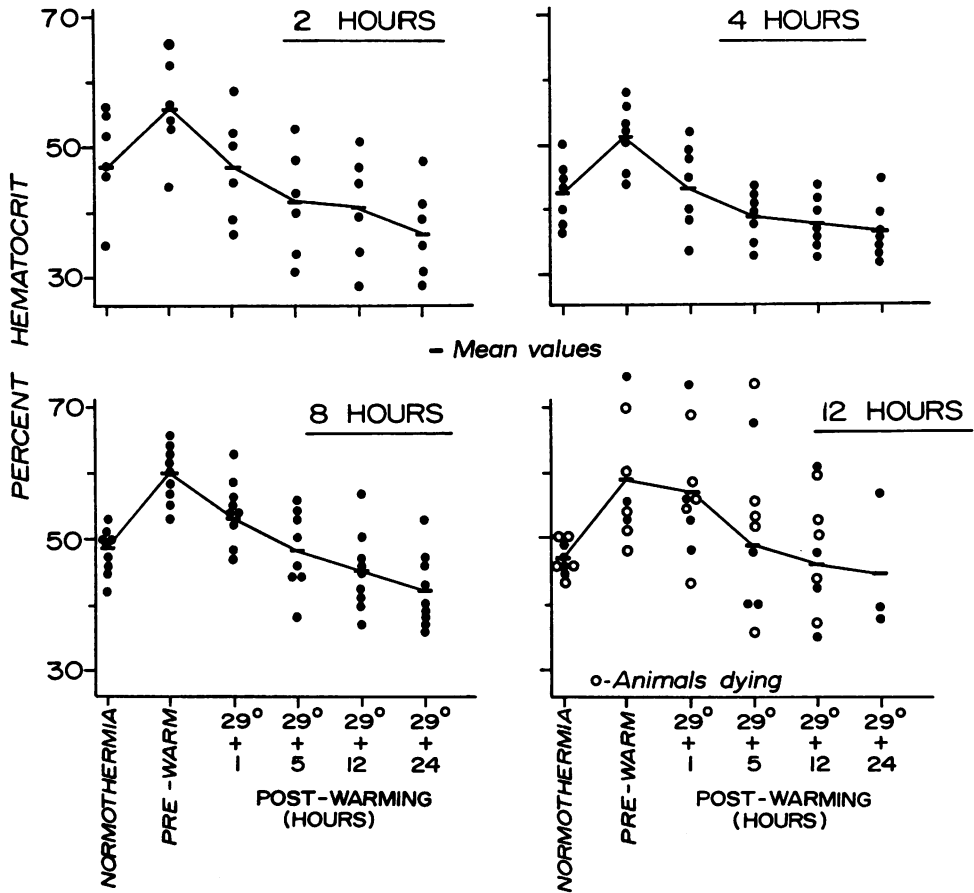 2 HOURS
4 HOURS
70
50
30
PERCENT HEMATOCRIT
- Mean values
8 HOURS
12 HOURS
70
50
30
o-Animals dying
NORMOTHERMIA
PRE-WARM
29° + 1
29° + 5
29° + 12
29° + 24
POST-WARMING
(HOURS)
NORMOTHERMIA
PRE-WARM
29° + 1
29° + 5
29° + 12
29° + 24
POST-WARMING
(HOURS)